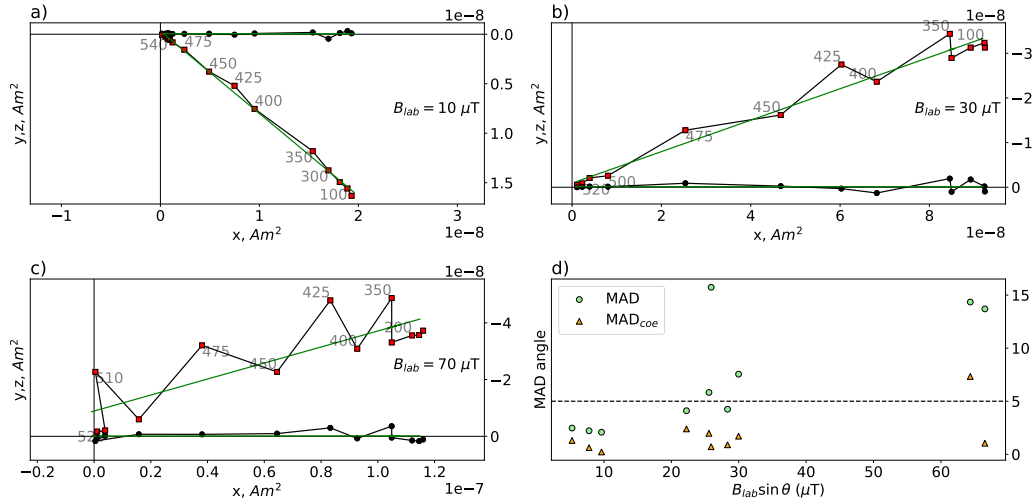 a)
1e−8
0.0
0.5
1.0
1.5
y,z, Am²
540
475
450
425
400
350
300
100
B_lab = 10 μT
−1
0
1
2
3
x, Am²
1e−8
b)
1e−8
−3
−2
−1
0
y,z, Am²
350
100
425
400
450
475
500
520
B_lab = 30 μT
0
2
4
6
8
x, Am²
1e−8
c)
1e−8
−4
−2
0
y,z, Am²
425
350
200
400
475
450
510
B_lab = 70 μT
−0.2
0.0
0.2
0.4
0.6
0.8
1.0
1.2
x, Am²
1e−7
d)
MAD
MAD_coe
15
10
5
0
MAD angle
10
20
30
40
50
60
B_lab sin θ (μT)